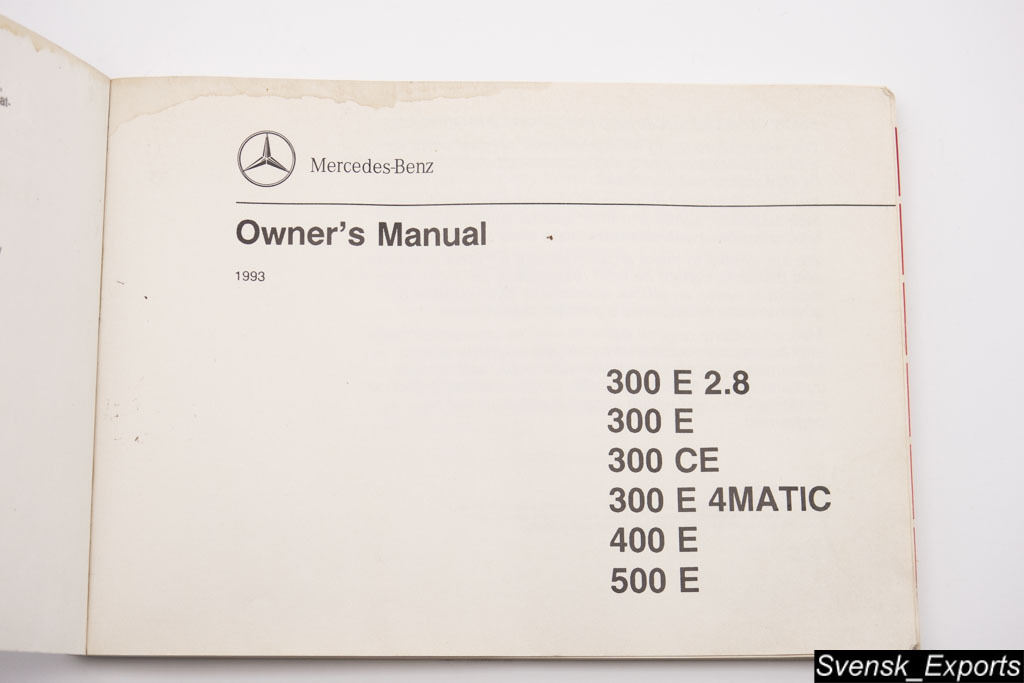 Mercedes-Benz
Owner's Manual
1993
300 E 2.8
300 E
300 CE
300 E 4MATIC
400 E
500 E
Svensk_Exports